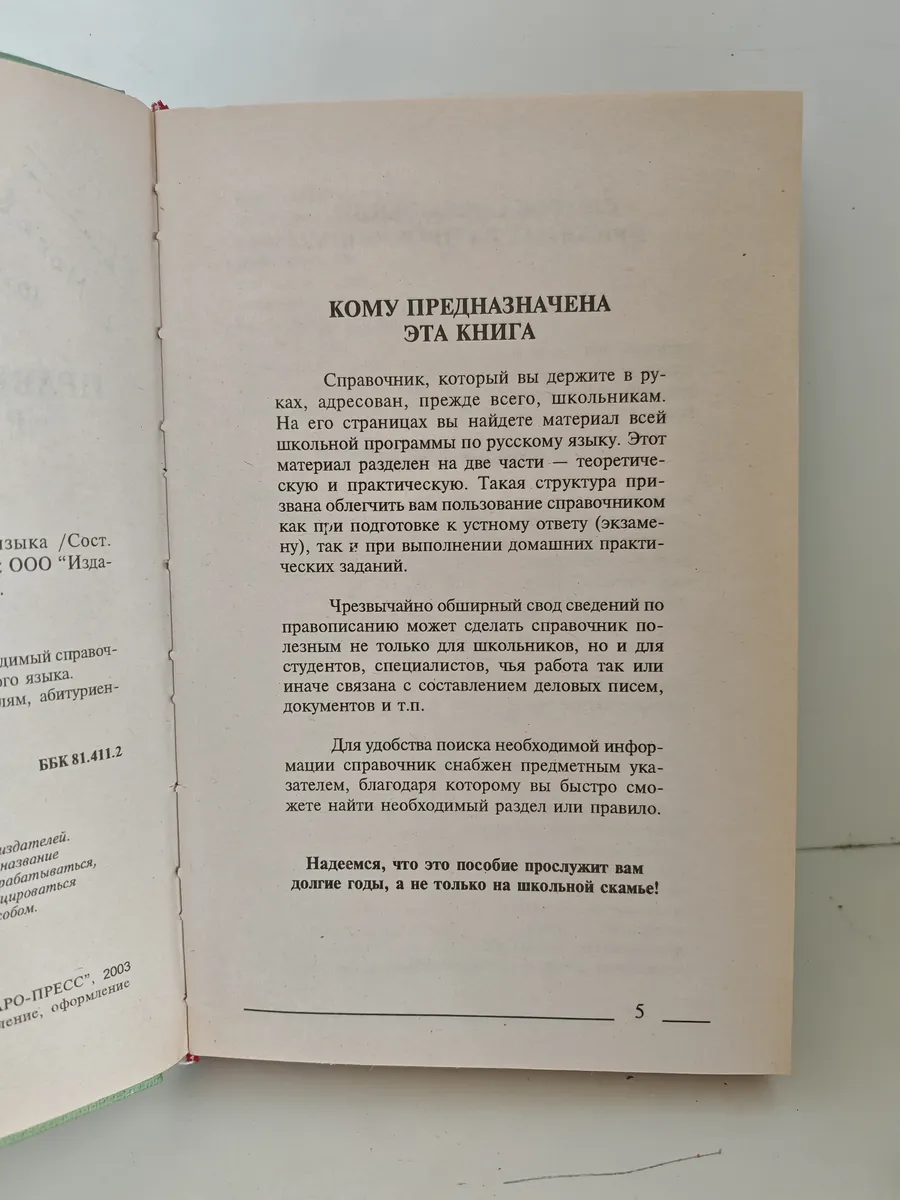 языка /Сост.
ООО “Изда-
димый справоч-
ого языка.
лям, абитуриен-
ББК 81.411.2
издателей.
название
рабатываться,
цироваться
собом.
АРО-ПРЕСС”, 2003
ление, оформление
КОМУ ПРЕДНАЗНАЧЕНА
ЭТА КНИГА
Справочник, который вы держите в ру-
ках, адресован, прежде всего, школьникам.
На его страницах вы найдете материал всей
школьной программы по русскому языку. Этот
материал разделен на две части — теоретиче-
скую и практическую. Такая структура при-
звана облегчить вам пользование справочником
как при подготовке к устному ответу (экзаме-
ну), так и при выполнении домашних практи-
ческих заданий.
Чрезвычайно обширный свод сведений по
правописанию может сделать справочник по-
лезным не только для школьников, но и для
студентов, специалистов, чья работа так или
иначе связана с составлением деловых писем,
документов и т.п.
Для удобства поиска необходимой инфор-
мации справочник снабжен предметным ука-
зателем, благодаря которому вы быстро смо-
жете найти необходимый раздел или правило.
Надеемся, что это пособие прослужит вам
долгие годы, а не только на школьной скамье!
5